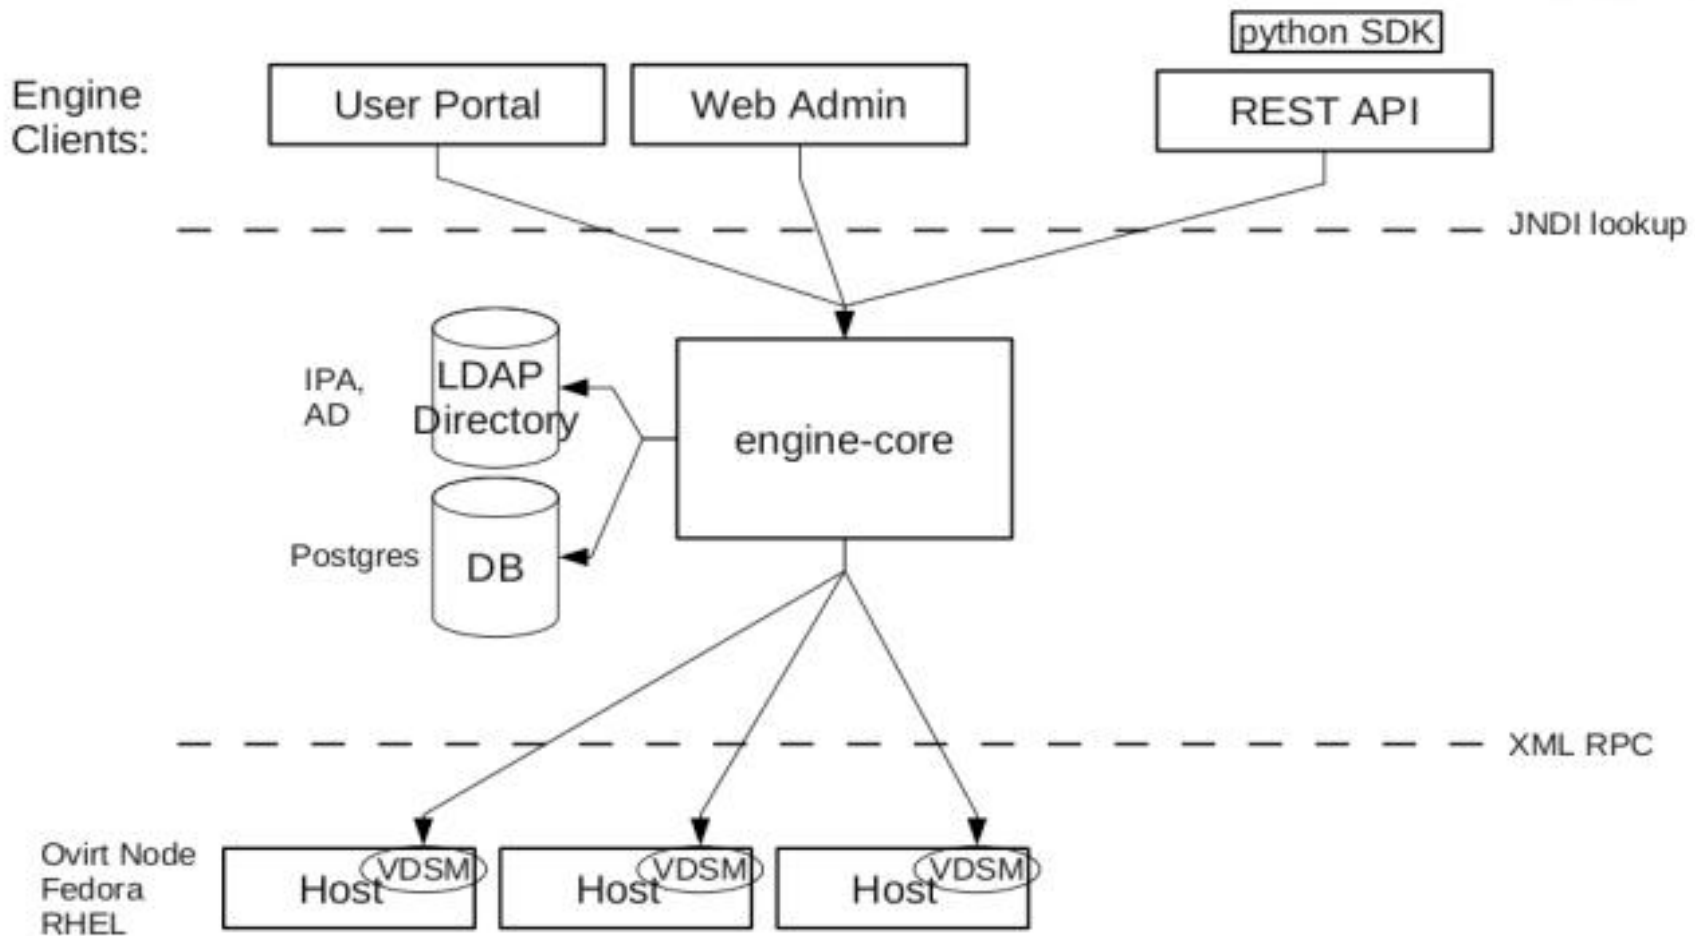 python SDK
Engine
Clients:
User Portal
Web Admin
REST API
JNDI lookup
IPA,
AD
LDAP
Directory
engine-core
Postgres
DB
XML RPC
Ovirt Node
Fedora
RHEL
Host
VDSM
Host
VDSM
Host
VDSM